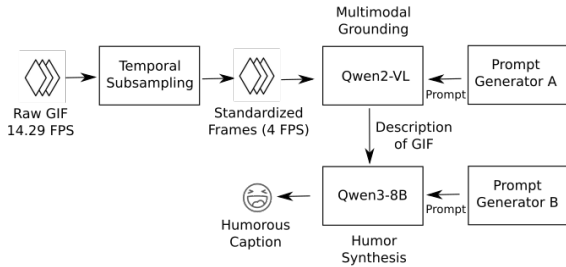 Multimodal
Grounding
Temporal
Subsampling
Qwen2-VL
Prompt
Generator A
Prompt
Raw GIF
14.29 FPS
Standardized
Frames (4 FPS)
Description
of GIF
Qwen3-8B
Prompt
Generator B
Prompt
Humorous
Caption
Humor
Synthesis